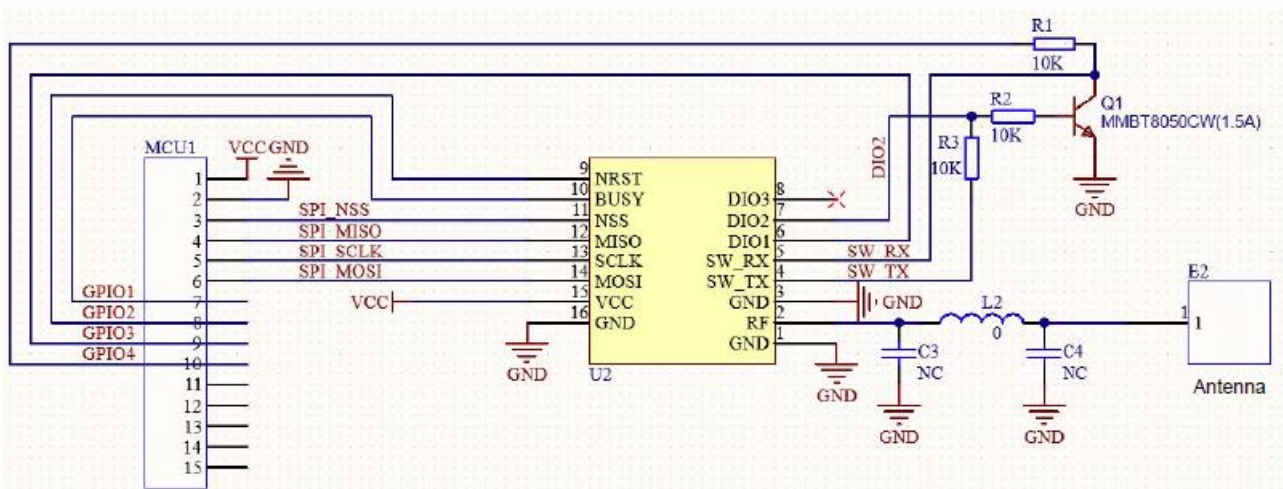 R1
10K
R2
10K
Q1
MMBT8050CW(1.5A)
R3
10K
DIO2
GND
MCU1
VCC GND
1
2
3
4
5
6
7
8
9
10
11
12
13
14
15
SPI_NSS
SPI_MISO
SPI_SCLK
SPI_MOSI
GPIO1
GPIO2
GPIO3
GPIO4
VCC
GND
9 NRST
10 BUSY
11 NSS
12 MISO
13 SCLK
14 MOSI
15 VCC
16 GND
DIO3 8
DIO2 7
DIO1 6
SW_RX 5
SW_TX 4
GND 3
RF 2
GND 1
U2
SW_RX
SW_TX
GND
GND
L2
0
C3
NC
GND
C4
NC
GND
E2
1
1
Antenna